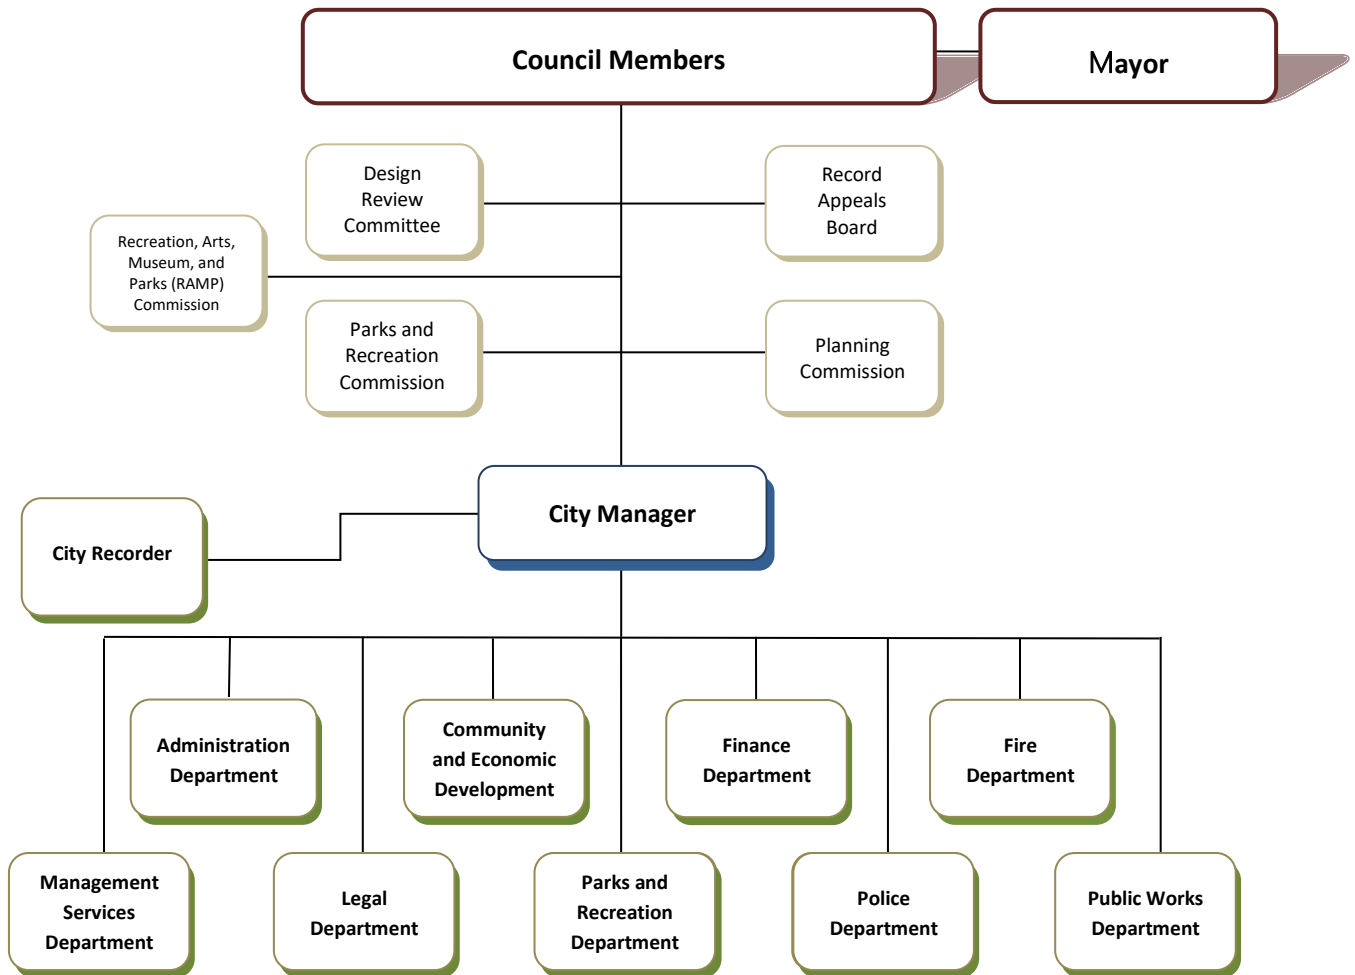 Council Members
Mayor
Design
Review
Committee
Record
Appeals
Board
Recreation, Arts,
Museum, and
Parks (RAMP)
Commission
Parks and
Recreation
Commission
Planning
Commission
City Manager
City Recorder
Administration
Department
Community
and Economic
Development
Finance
Department
Fire
Department
Management
Services
Department
Legal
Department
Parks and
Recreation
Department
Police
Department
Public Works
Department